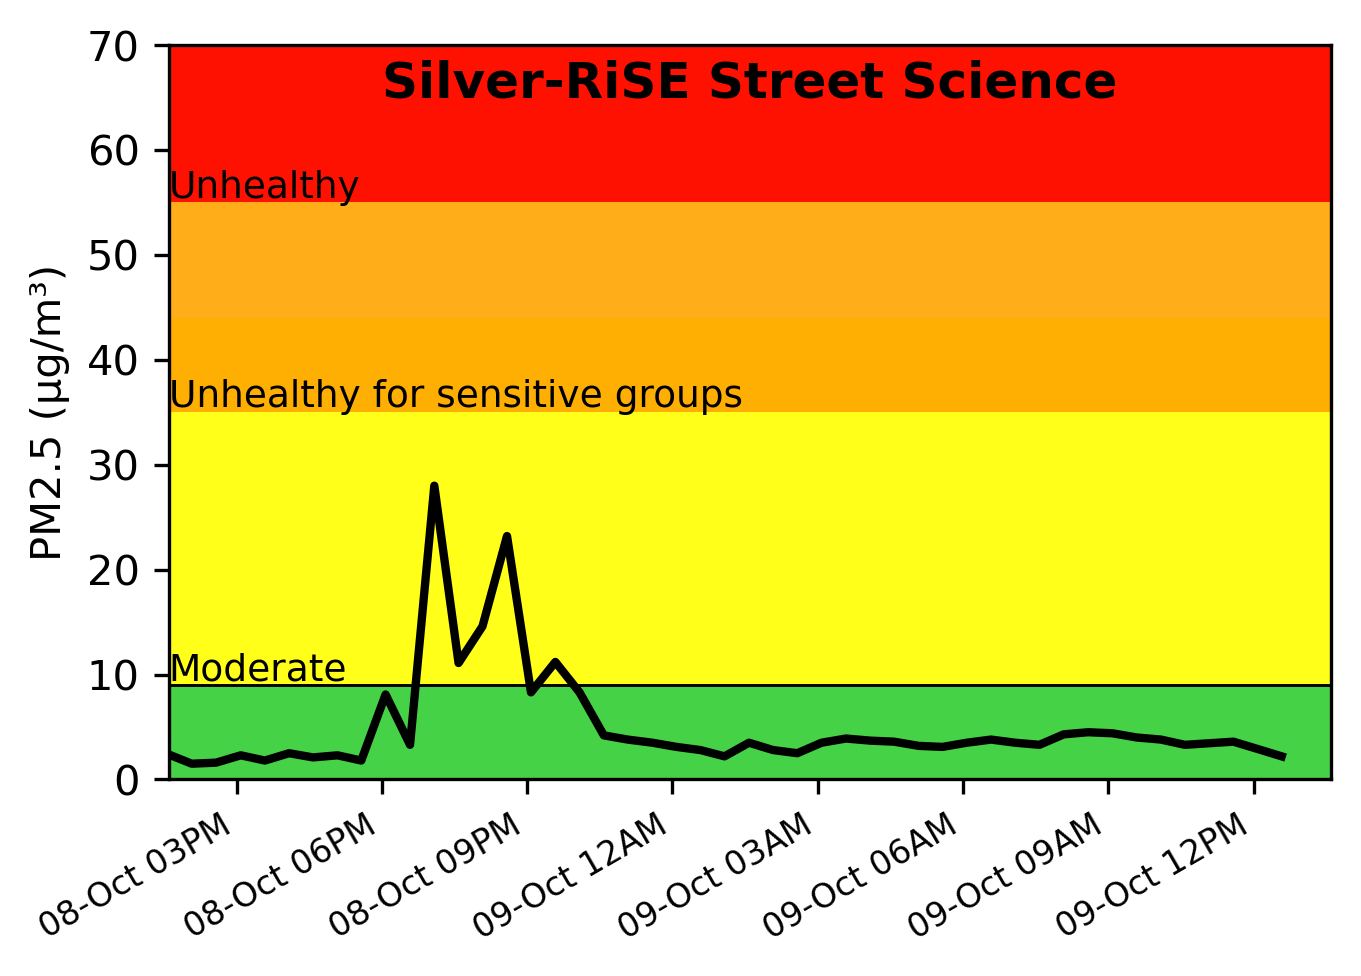 Silver-RiSE Street Science
PM2.5 (µg/m³)
70
60
50
40
30
20
10
0
Unhealthy
Unhealthy for sensitive groups
Moderate
08-Oct 03PM
08-Oct 06PM
08-Oct 09PM
09-Oct 12AM
09-Oct 03AM
09-Oct 06AM
09-Oct 09AM
09-Oct 12PM